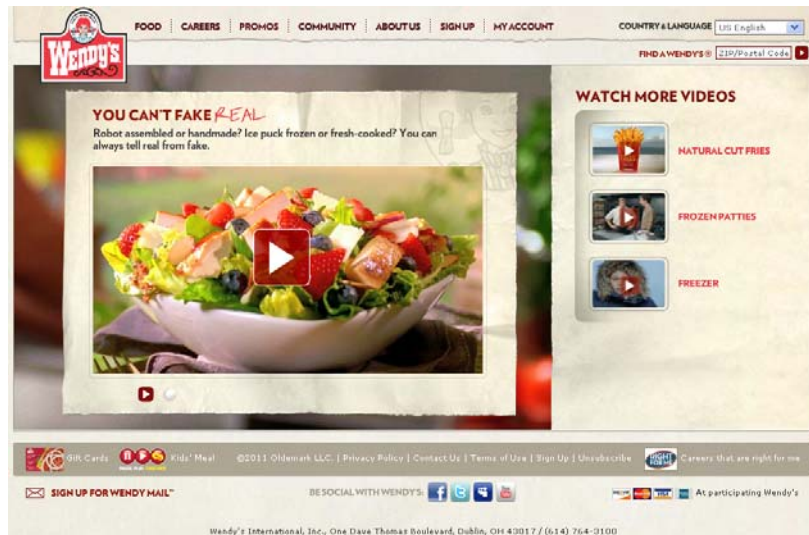 Wendy's
FOOD CAREERS PROMOS COMMUNITY ABOUT US SIGN UP MY ACCOUNT
COUNTRY & LANGUAGE US English
FIND A WENDY'S® ZIP/Postal Code
YOU CAN'T FAKE REAL
Robot assembled or handmade? Ice puck frozen or fresh-cooked? You can
always tell real from fake.
WATCH MORE VIDEOS
NATURAL CUT FRIES
FROZEN PATTIES
FREEZER
Gift Cards Kids' Meal ©2011 Oldemark LLC. | Privacy Policy | Contact Us | Terms of Use | Sign Up | Unsubscribe RIGHT FOR ME Careers that are right for me
SIGN UP FOR WENDY MAIL™ BE SOCIAL WITH WENDY'S: VISA At participating Wendy's
Wendy's International, Inc., One Dave Thomas Boulevard, Dublin, OH 43017 / (614) 764-3100